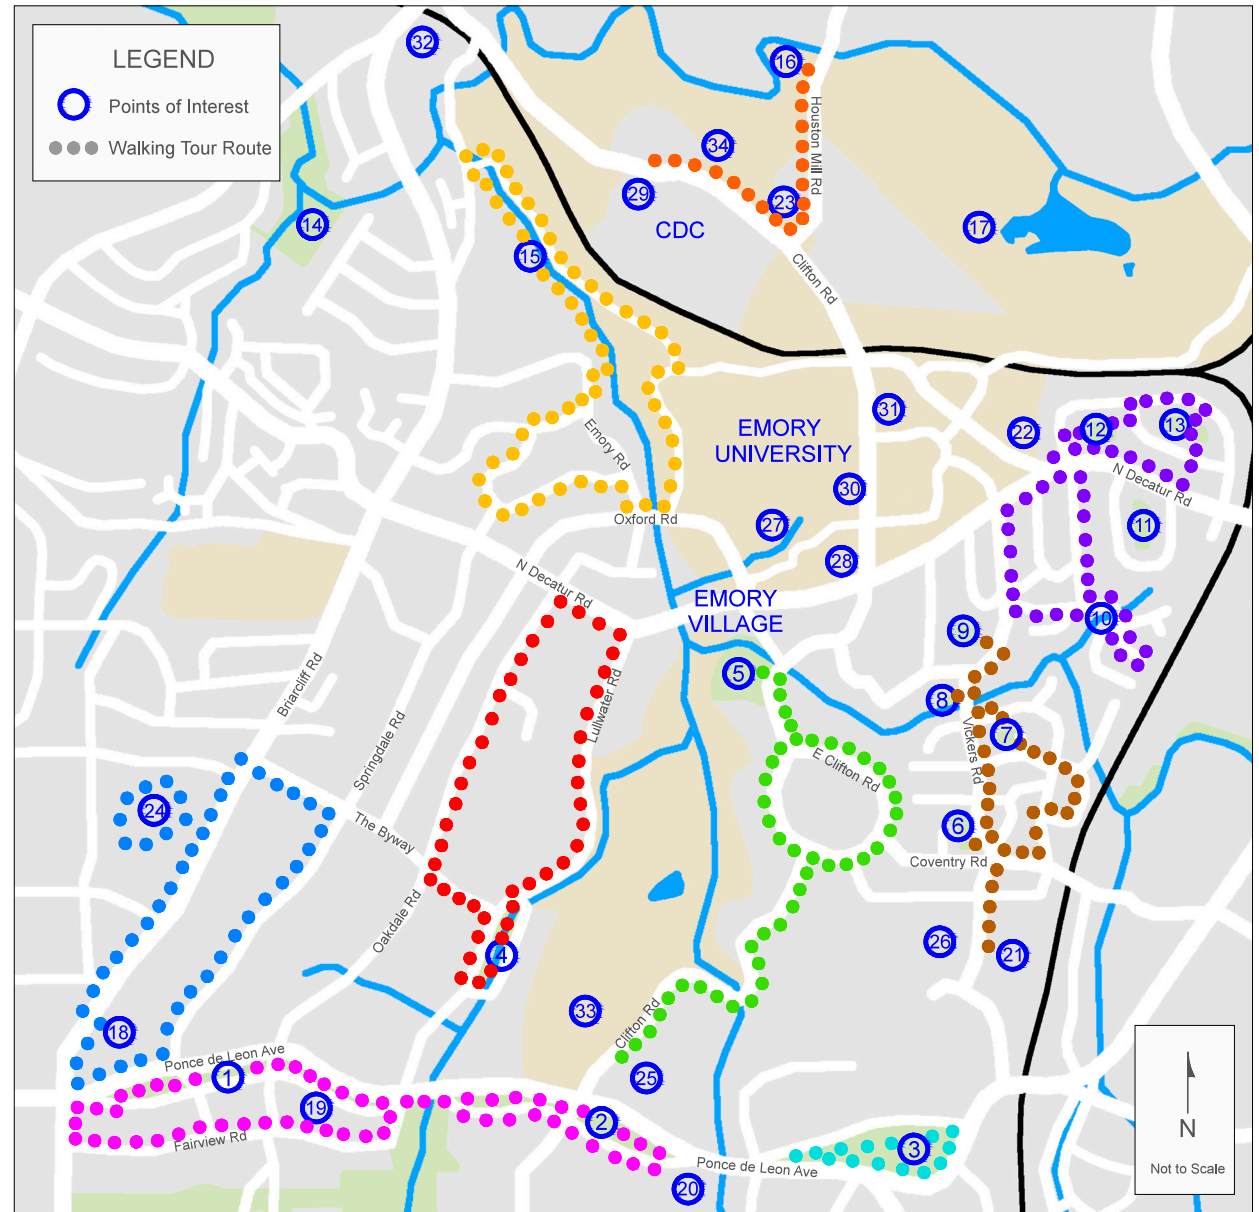 LEGEND
Points of Interest
Walking Tour Route
32
16
Houston Mill Rd
34
29
23
14
CDC
17
15
Clifton Rd
31
EMORY
UNIVERSITY
22
12
13
Emory Rd
N Decatur Rd
30
Oxford Rd
27
11
28
N Decatur Rd
EMORY
VILLAGE
10
9
Briarcliff Rd
5
Lullwater Rd
8
Springdale Rd
7
Vickers Rd
E Clifton Rd
24
The Byway
6
Coventry Rd
Oakdale Rd
26
4
21
33
Clifton Rd
18
Ponce de Leon Ave
1
25
19
2
Fairview Rd
3
Ponce de Leon Ave
20
N
Not to Scale